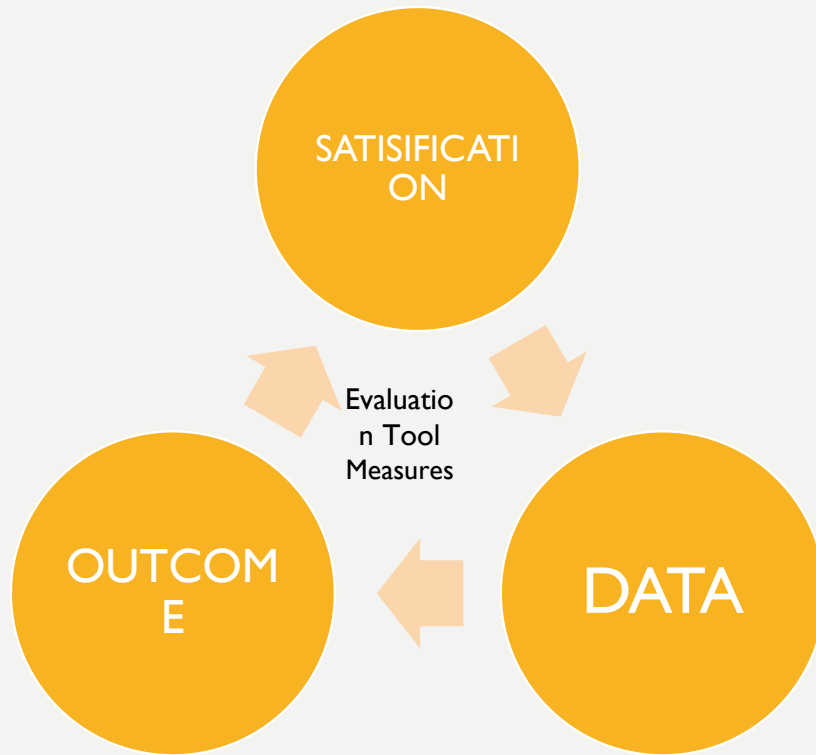 SATISIFICATI
ON
Evaluatio
n Tool
Measures
OUTCOM
E
DATA